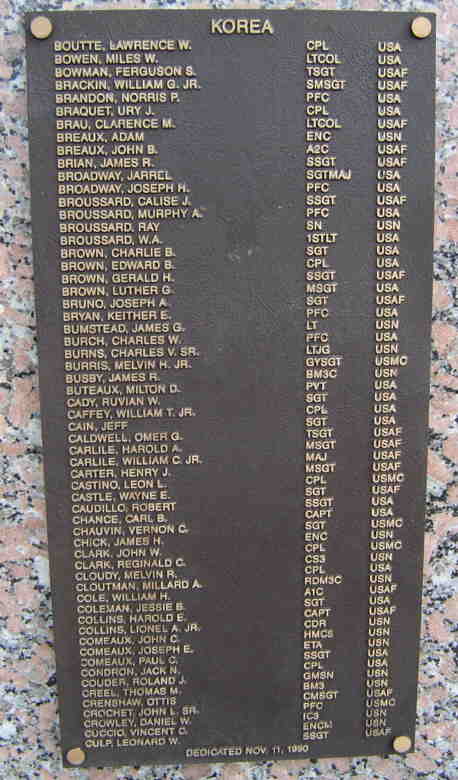 KOREA
BOUTTE, LAWRENCE W. CPL USA
BOWEN, MILES W. LTCOL USA
BOWMAN, FERGUSON S. TSGT USAF
BRACKIN, WILLIAM G. JR. SMSGT USAF
BRANDON, NORRIS P. PFC USA
BRAQUET, URY J. CPL USA
BRAU, CLARENCE M. LTCOL USAF
BREAUX, ADAM ENC USN
BREAUX, JOHN B. A2C USAF
BRIAN, JAMES R. SSGT USAF
BROADWAY, JARREL SGTMAJ USA
BROADWAY, JOSEPH H. PFC USA
BROUSSARD, CALISE J. SSGT USAF
BROUSSARD, MURPHY A. PFC USA
BROUSSARD, RAY SN USN
BROUSSARD, W.A. 1STLT USA
BROWN, CHARLIE B. SGT USA
BROWN, EDWARD B. CPL USA
BROWN, GERALD H. SSGT USAF
BROWN, LUTHER G. MSGT USA
BRUNO, JOSEPH A. SGT USAF
BRYAN, KEITHER E. PFC USA
BUMSTEAD, JAMES G. LT USN
BURCH, CHARLES W. PFC USA
BURNS, CHARLES V. SR. LTJG USN
BURRIS, MELVIN H. JR. GYSGT USMC
BUSBY, JAMES R. BM3C USN
BUTEAUX, MILTON D. PVT USA
CADY, RUVIAN W. SGT USA
CAFFEY, WILLIAM T. JR. CPL USA
CAIN, JEFF SGT USA
CALDWELL, OMER G. TSGT USAF
CARLILE, HAROLD A. MSGT USAF
CARLILE, WILLIAM C. JR. MAJ USAF
CARTER, HENRY J. MSGT USAF
CASTINO, LEON L. CPL USMC
CASTLE, WAYNE E. SGT USAF
CAUDILLO, ROBERT SSGT USA
CHANCE, CARL B. CAPT USA
CHAUVIN, VERNON C. SGT USMC
CHICK, JAMES H. ENC USN
CLARK, JOHN W. CPL USMC
CLARK, REGINALD C. CS3 USN
CLOUDY, MELVIN R. CPL USA
CLOUTMAN, MILLARD A. RDM3C USN
COLE, WILLIAM H. A1C USAF
COLEMAN, JESSIE B. SGT USA
COLLINS, HAROLD E. CAPT USAF
COLLINS, LIONEL A. JR. CDR USN
COMEAUX, JOHN C. HMCS USN
COMEAUX, JOSEPH E. ETA USN
COMEAUX, PAUL C. SSGT USA
CONDRON, JACK N. CPL USA
COUDER, ROLAND J. GMSN USN
CREEL, THOMAS M. BM3 USN
CRENSHAW, OTTIS CMSGT USAF
CROCHET, JOHN L. SR. PFC USMC
CROWLEY, DANIEL W. IC3 USN
CUCCIO, VINCENT C. ENCM USN
CULP, LEONARD W. SSGT USAF
DEDICATED NOV. 11, 1990